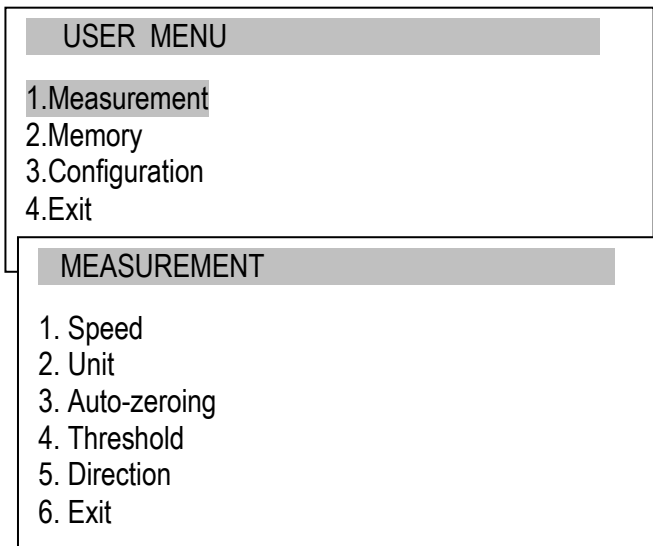 USER MENU
1.Measurement
2.Memory
3.Configuration
4.Exit
MEASUREMENT
1. Speed
2. Unit
3. Auto-zeroing
4. Threshold
5. Direction
6. Exit